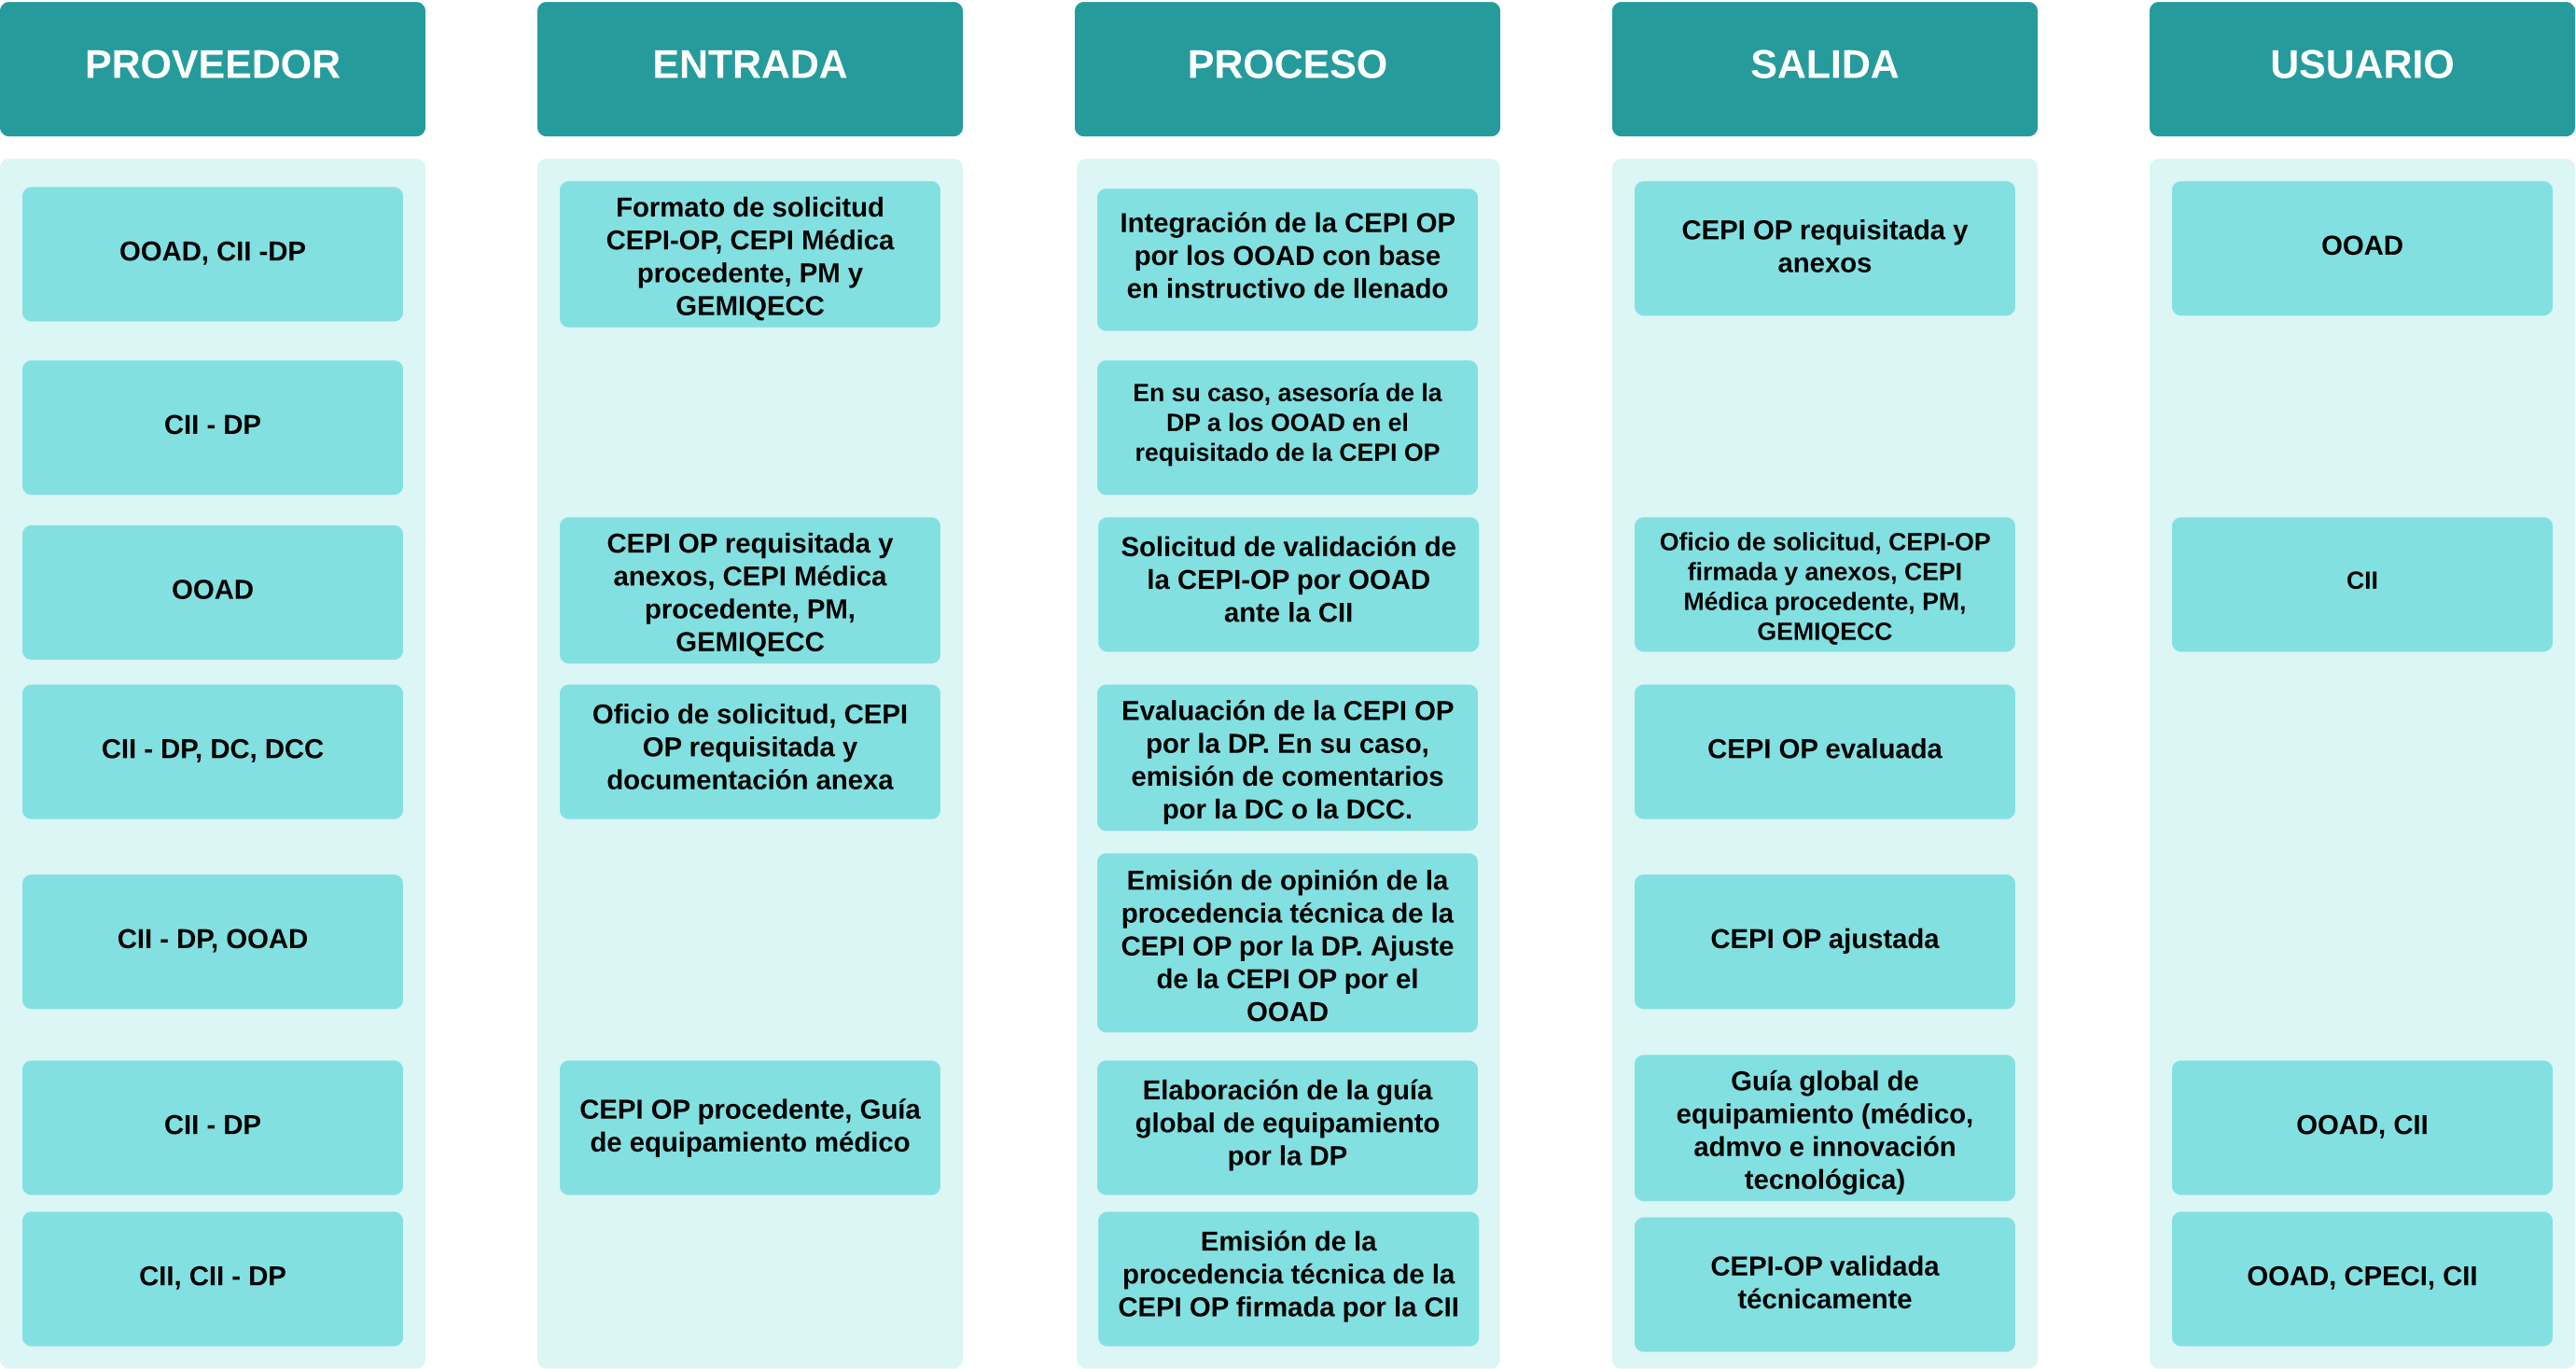 PROVEEDOR
ENTRADA
PROCESO
SALIDA
USUARIO
OOAD, CII -DP
Formato de solicitud
CEPI-OP, CEPI Médica
procedente, PM y
GEMIQECC
Integración de la CEPI OP
por los OOAD con base
en instructivo de llenado
CEPI OP requisitada y
anexos
OOAD
CII - DP
En su caso, asesoría de la
DP a los OOAD en el
requisitado de la CEPI OP
OOAD
CEPI OP requisitada y
anexos, CEPI Médica
procedente, PM,
GEMIQECC
Solicitud de validación de
la CEPI-OP por OOAD
ante la CII
Oficio de solicitud, CEPI-OP
firmada y anexos, CEPI
Médica procedente, PM,
GEMIQECC
CII
CII - DP, DC, DCC
Oficio de solicitud, CEPI
OP requisitada y
documentación anexa
Evaluación de la CEPI OP
por la DP. En su caso,
emisión de comentarios
por la DC o la DCC.
CEPI OP evaluada
CII - DP, OOAD
Emisión de opinión de la
procedencia técnica de la
CEPI OP por la DP. Ajuste
de la CEPI OP por el
OOAD
CEPI OP ajustada
CII - DP
CEPI OP procedente, Guía
de equipamiento médico
Elaboración de la guía
global de equipamiento
por la DP
Guía global de
equipamiento (médico,
admvo e innovación
tecnológica)
OOAD, CII
CII, CII - DP
Emisión de la
procedencia técnica de la
CEPI OP firmada por la CII
CEPI-OP validada
técnicamente
OOAD, CPECI, CII